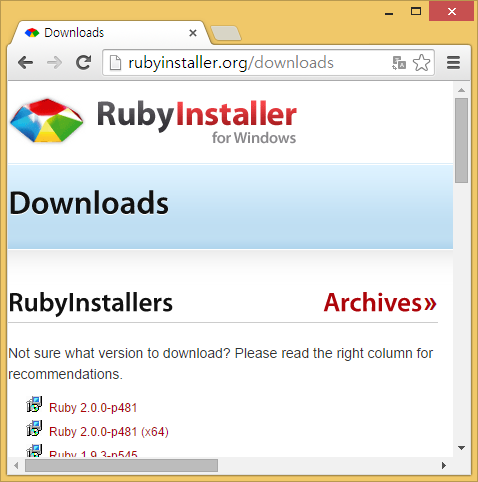 Downloads
rubyinstaller.org/downloads
RubyInstaller
for Windows
Downloads
RubyInstallers
Archives»
Not sure what version to download? Please read the right column for
recommendations.
Ruby 2.0.0-p481
Ruby 2.0.0-p481 (x64)
Ruby 1.9.3-p545